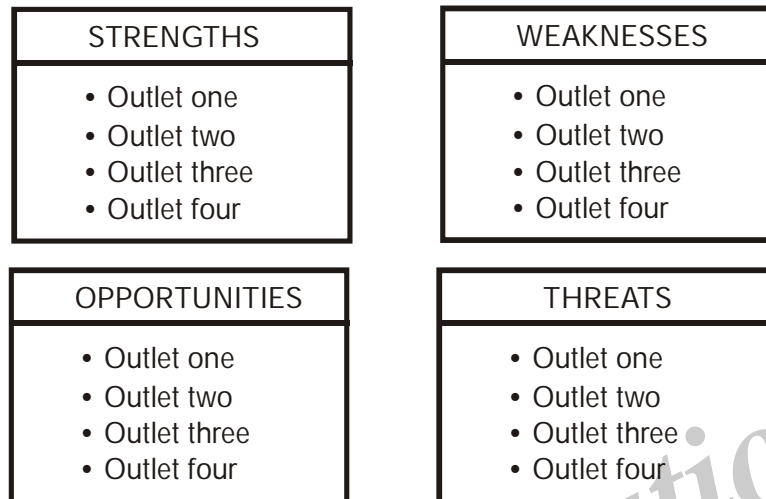 STRENGTHS
• Outlet one
• Outlet two
• Outlet three
• Outlet four
WEAKNESSES
• Outlet one
• Outlet two
• Outlet three
• Outlet four
OPPORTUNITIES
• Outlet one
• Outlet two
• Outlet three
• Outlet four
THREATS
• Outlet one
• Outlet two
• Outlet three
• Outlet four